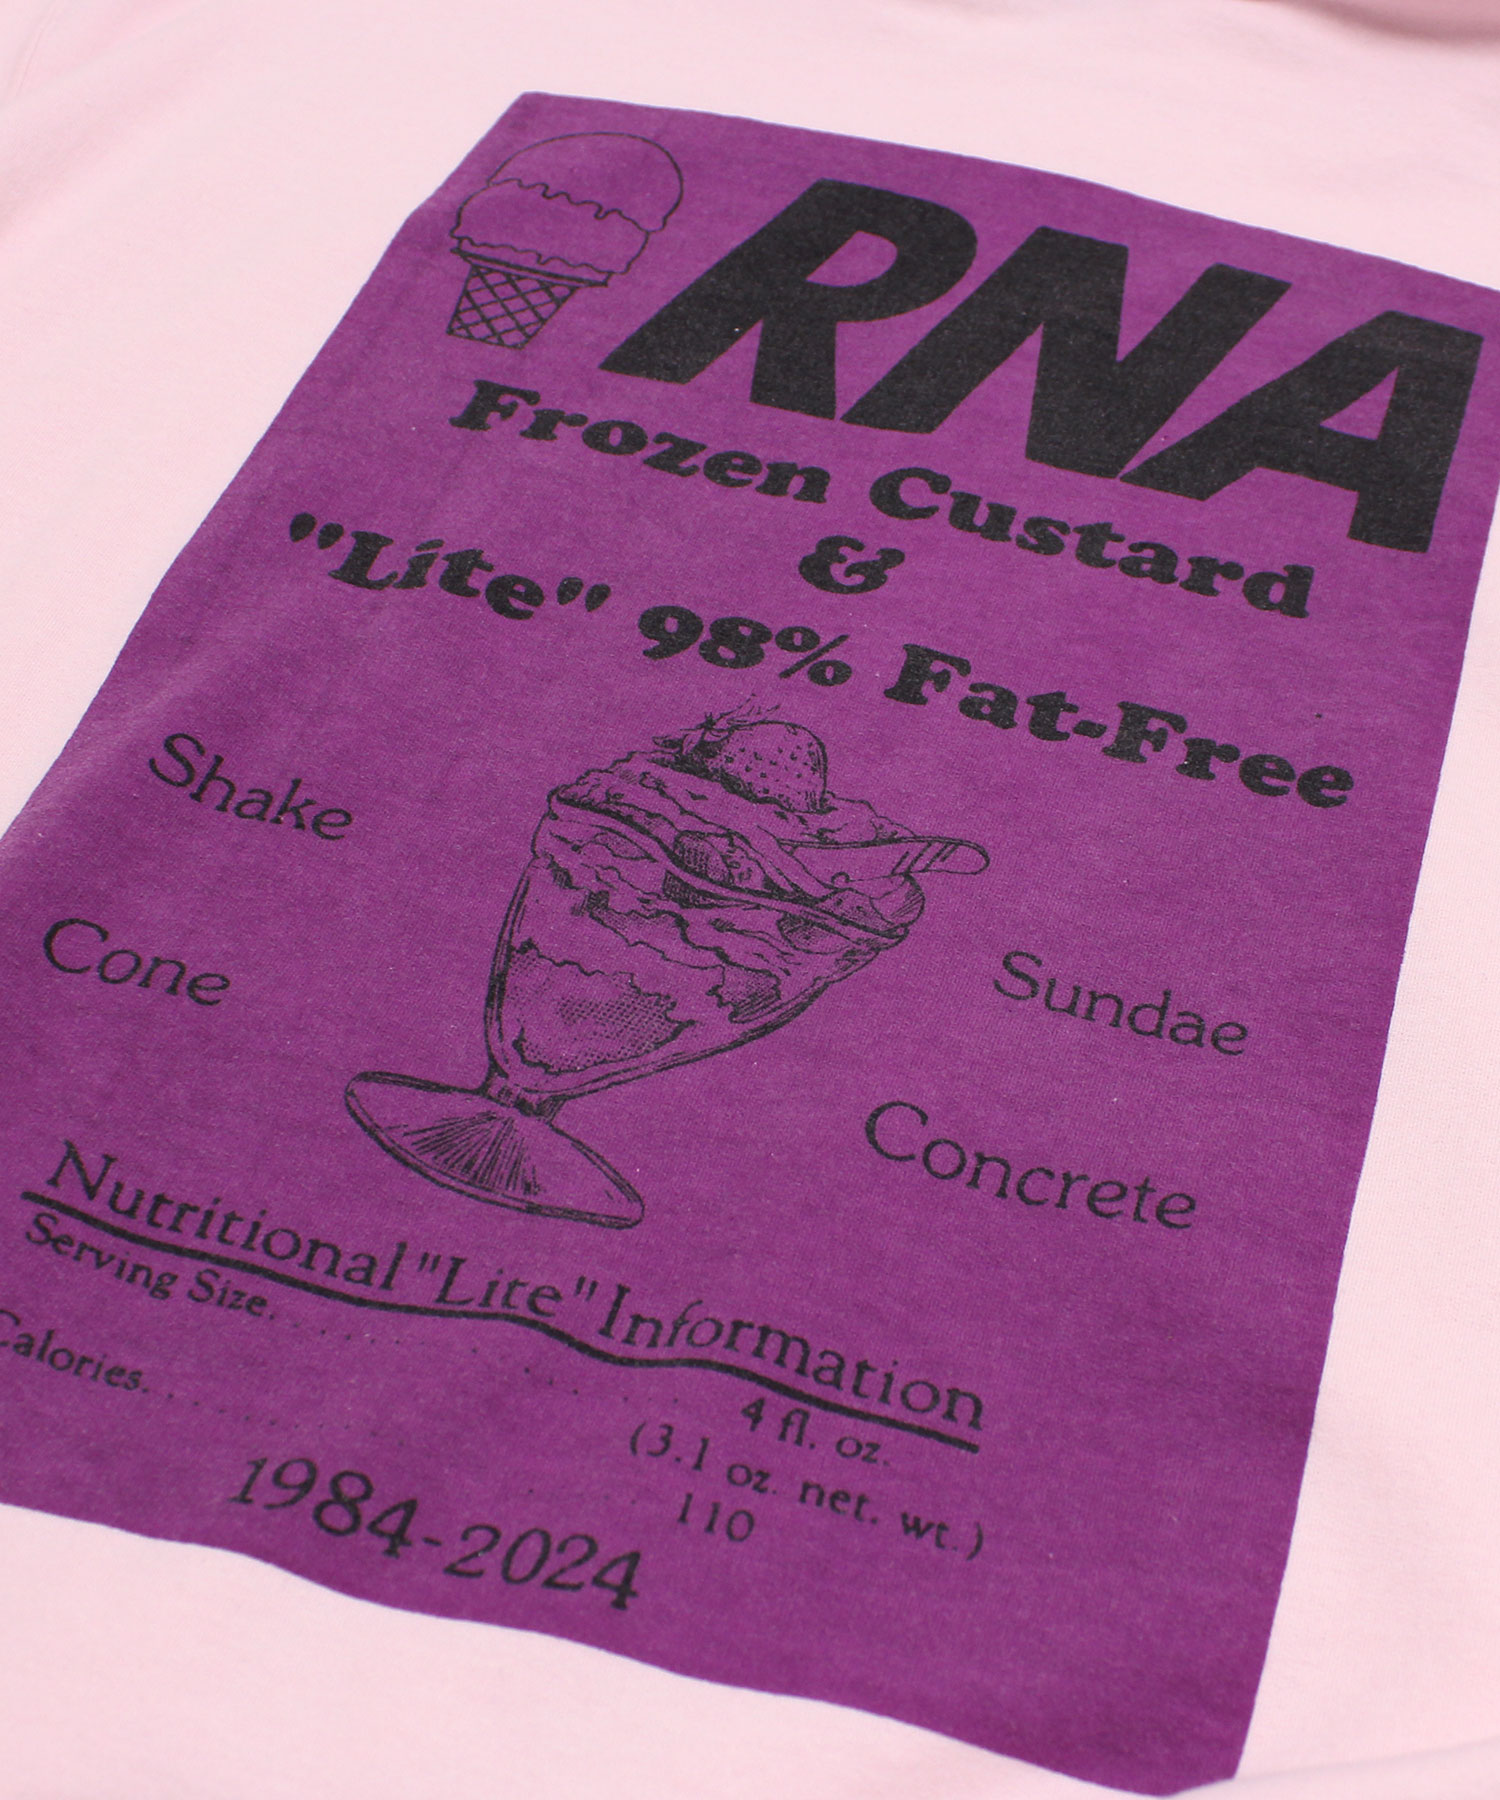 RNA
Frozen Custard
&
"Lite" 98% Fat-Free
Shake
Cone
Sundae
Concrete
Nutritional "Lite" Information
Serving Size........................ 4 fl. oz.
(3.1 oz. net. wt.)
Calories........................ 110
1984-2024